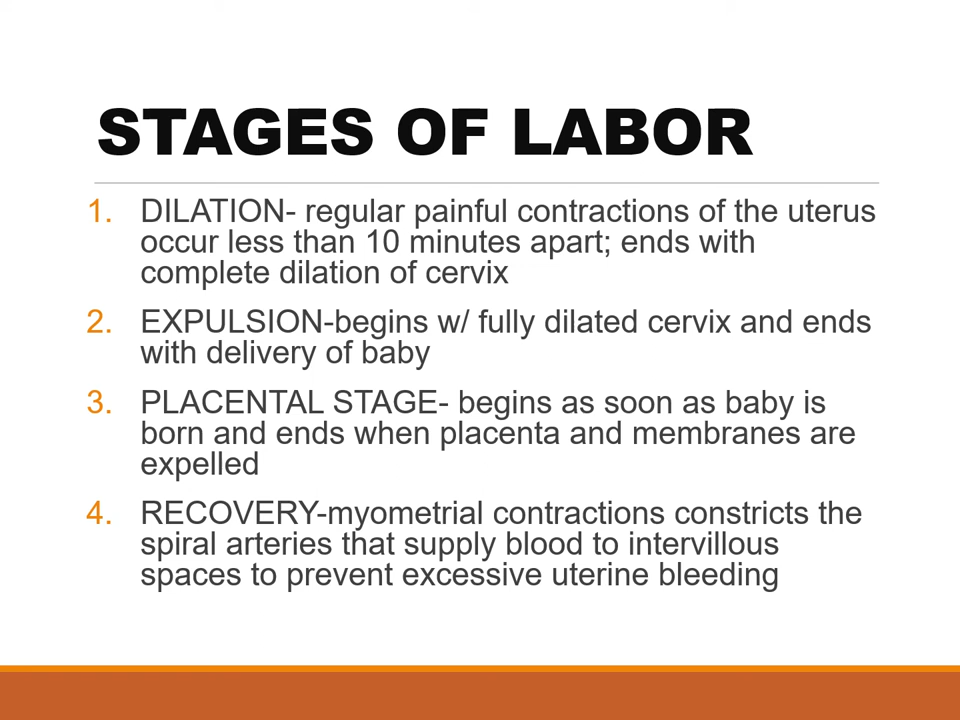 STAGES OF LABOR
1. DILATION- regular painful contractions of the uterus
occur less than 10 minutes apart; ends with
complete dilation of cervix
2. EXPULSION-begins w/ fully dilated cervix and ends
with delivery of baby
3. PLACENTAL STAGE- begins as soon as baby is
born and ends when placenta and membranes are
expelled
4. RECOVERY-myometrial contractions constricts the
spiral arteries that supply blood to intervillous
spaces to prevent excessive uterine bleeding